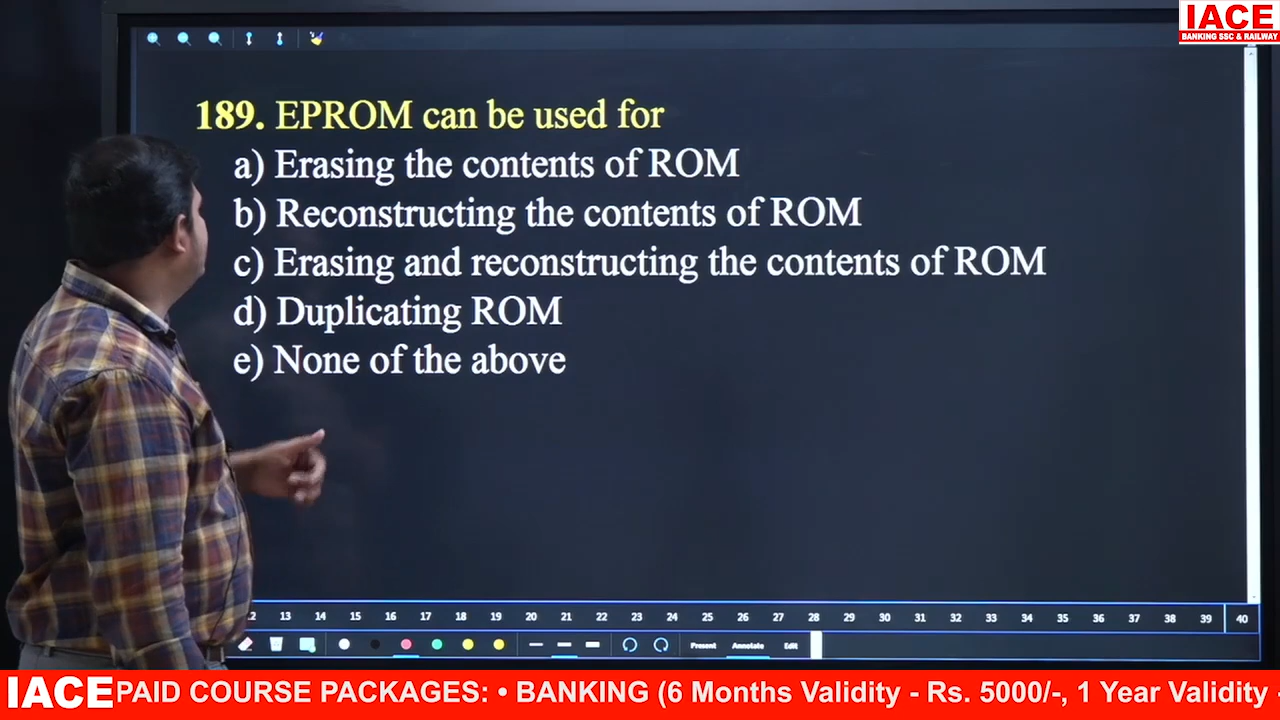 IACE
BANKING SSC & RAILWAY
189. EPROM can be used for
a) Erasing the contents of ROM
b) Reconstructing the contents of ROM
c) Erasing and reconstructing the contents of ROM
d) Duplicating ROM
e) None of the above
12 13 14 15 16 17 18 19 20 21 22 23 24 25 26 27 28 29 30 31 32 33 34 35 36 37 38 39 40
Present Annotate Edit
IACE PAID COURSE PACKAGES: • BANKING (6 Months Validity - Rs. 5000/-, 1 Year Validity -